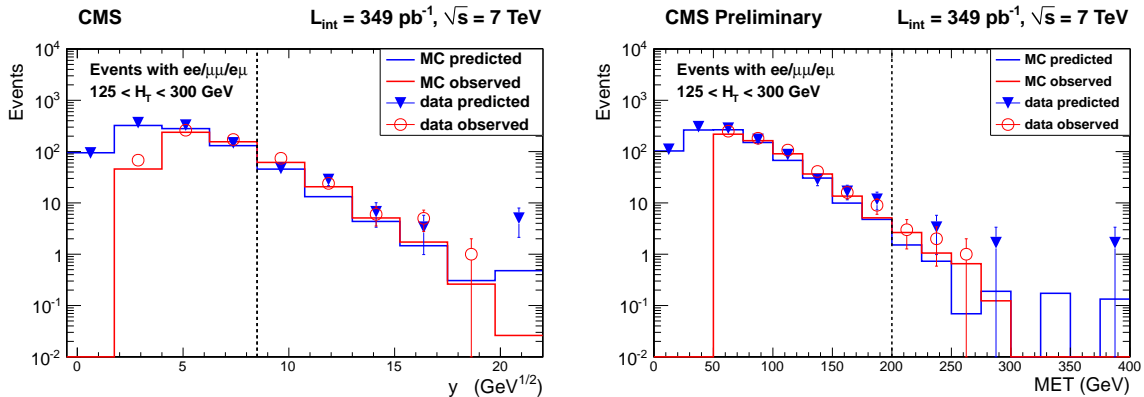 CMS
L_int = 349 pb^-1, √s = 7 TeV
Events
10^4
10^3
10^2
10
1
10^-1
10^-2
Events with ee/μμ/eμ
125 < H_T < 300 GeV
MC predicted
MC observed
data predicted
data observed
0 5 10 15 20
y (GeV^1/2)
CMS Preliminary
L_int = 349 pb^-1, √s = 7 TeV
Events
10^4
10^3
10^2
10
1
10^-1
10^-2
Events with ee/μμ/eμ
125 < H_T < 300 GeV
MC predicted
MC observed
data predicted
data observed
0 50 100 150 200 250 300 350 400
MET (GeV)